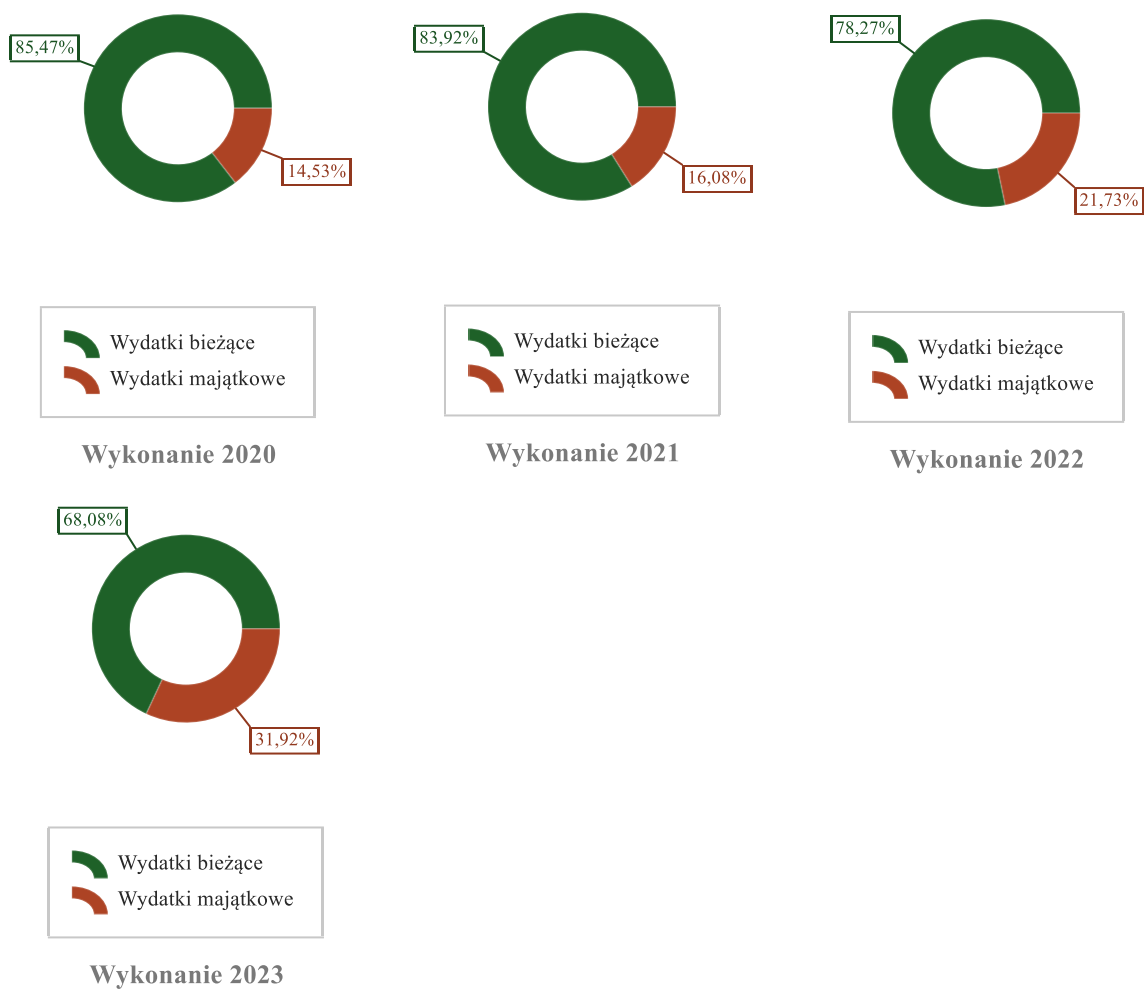 85,47%
14,53%
Wydatki bieżące
Wydatki majątkowe
Wykonanie 2020
83,92%
16,08%
Wydatki bieżące
Wydatki majątkowe
Wykonanie 2021
78,27%
21,73%
Wydatki bieżące
Wydatki majątkowe
Wykonanie 2022
68,08%
31,92%
Wydatki bieżące
Wydatki majątkowe
Wykonanie 2023